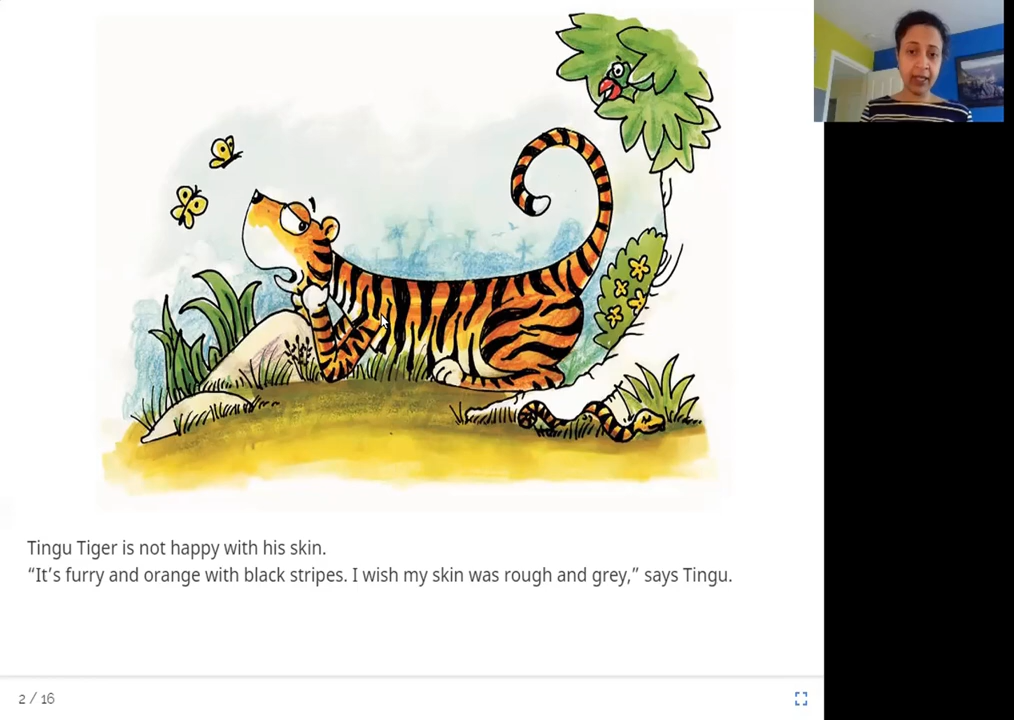 Tingu Tiger is not happy with his skin.
“It’s furry and orange with black stripes. I wish my skin was rough and grey,” says Tingu.
2 / 16